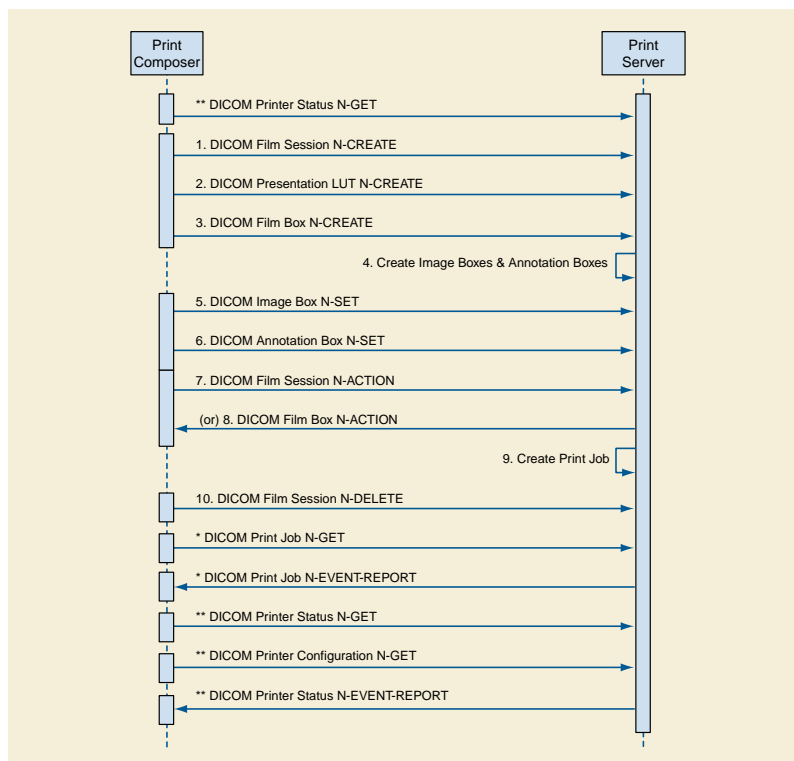 Print
Composer
Print
Server
** DICOM Printer Status N-GET
1. DICOM Film Session N-CREATE
2. DICOM Presentation LUT N-CREATE
3. DICOM Film Box N-CREATE
4. Create Image Boxes & Annotation Boxes
5. DICOM Image Box N-SET
6. DICOM Annotation Box N-SET
7. DICOM Film Session N-ACTION
(or) 8. DICOM Film Box N-ACTION
9. Create Print Job
10. DICOM Film Session N-DELETE
* DICOM Print Job N-GET
* DICOM Print Job N-EVENT-REPORT
** DICOM Printer Status N-GET
** DICOM Printer Configuration N-GET
** DICOM Printer Status N-EVENT-REPORT